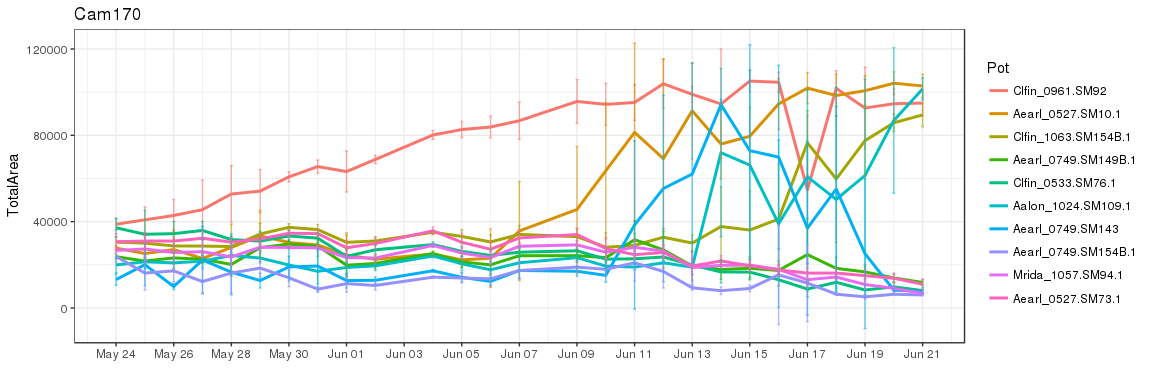 Cam170
TotalArea
120000
80000
40000
0
May 24 May 26 May 28 May 30 Jun 01 Jun 03 Jun 05 Jun 07 Jun 09 Jun 11 Jun 13 Jun 15 Jun 17 Jun 19 Jun 21
Pot
Clfin_0961.SM92
Aearl_0527.SM10.1
Clfin_1063.SM154B.1
Aearl_0749.SM149B.1
Clfin_0533.SM76.1
Aalon_1024.SM109.1
Aearl_0749.SM143
Aearl_0749.SM154B.1
Mrida_1057.SM94.1
Aearl_0527.SM73.1